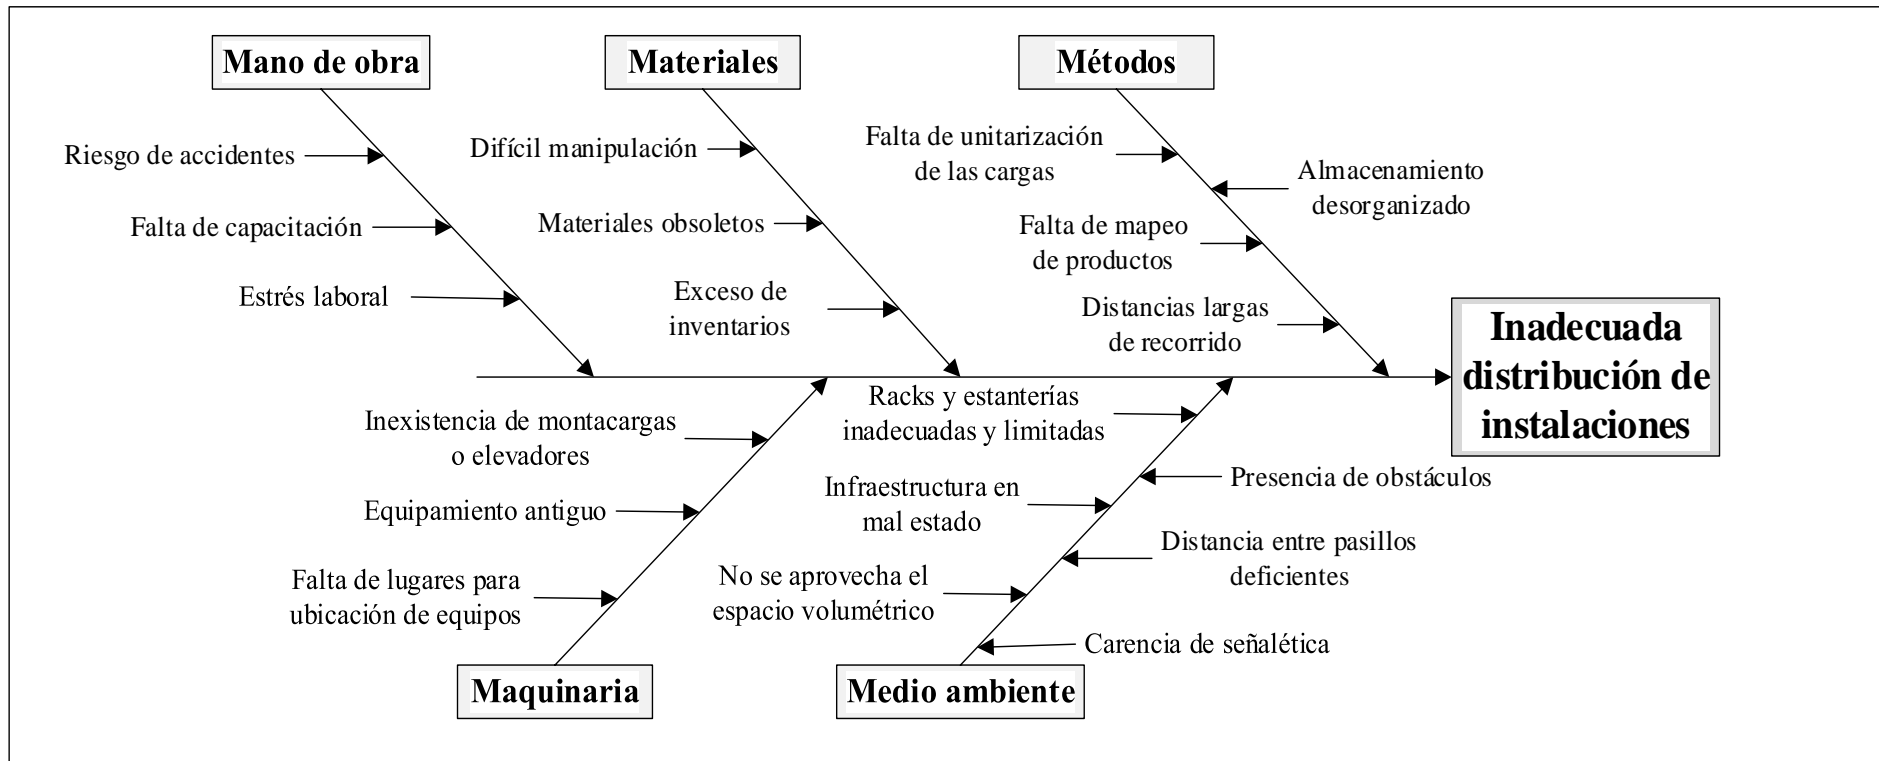 Mano de obra
Materiales
Métodos
Riesgo de accidentes
Falta de capacitación
Estrés laboral
Difícil manipulación
Materiales obsoletos
Exceso de
inventarios
Falta de unitarización
de las cargas
Almacenamiento
desorganizado
Falta de mapeo
de productos
Distancias largas
de recorrido
Inadecuada
distribución de
instalaciones
Inexistencia de montacargas
o elevadores
Equipamiento antiguo
Falta de lugares para
ubicación de equipos
Racks y estanterías
inadecuadas y limitadas
Presencia de obstáculos
Infraestructura en
mal estado
Distancia entre pasillos
deficientes
No se aprovecha el
espacio volumétrico
Carencia de señalética
Maquinaria
Medio ambiente